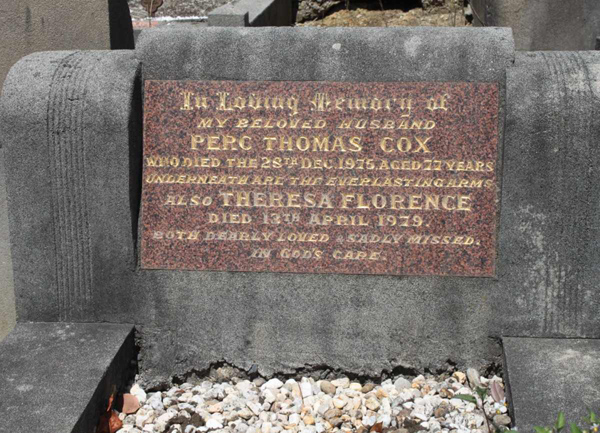 In Loving Memory of
MY BELOVED HUSBAND
PERC THOMAS COX
WHO DIED THE 28TH DEC. 1975. AGED 77 YEARS
UNDERNEATH ARE THE EVERLASTING ARMS
ALSO THERESA FLORENCE
DIED 13TH APRIL 1979.
BOTH DEARLY LOVED & SADLY MISSED.
IN GOD'S CARE.